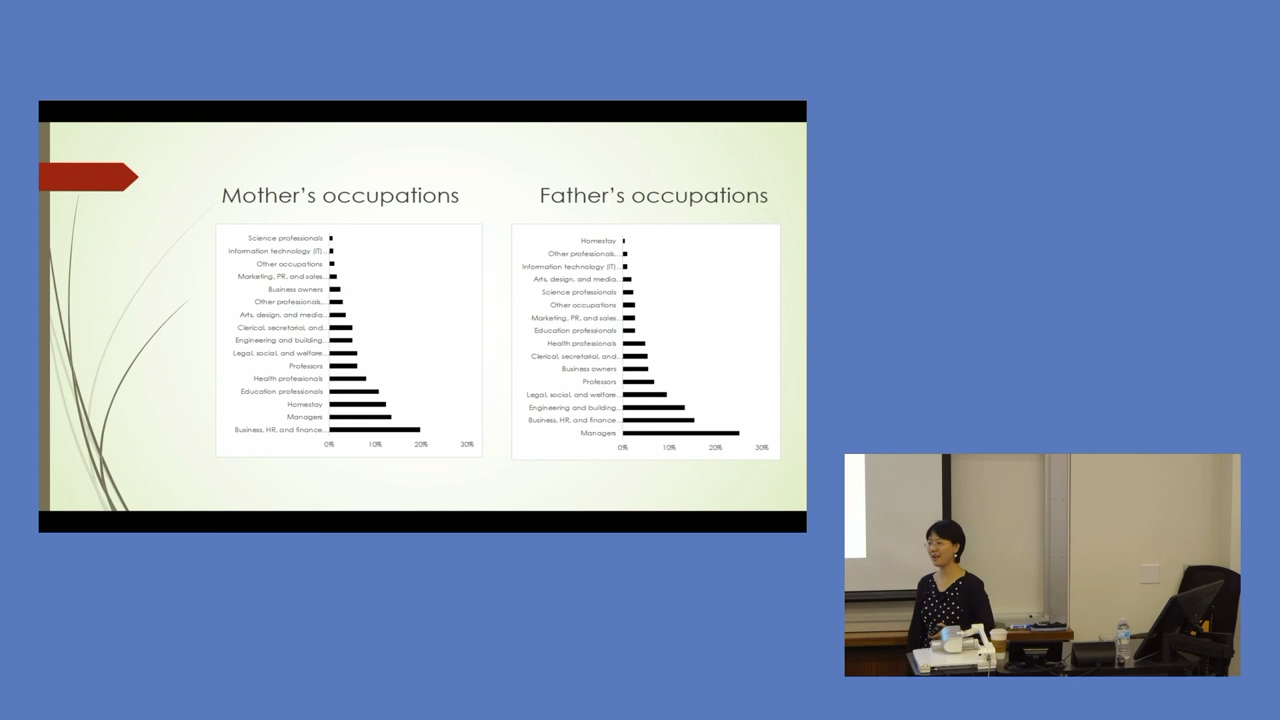 Mother's occupations
Science professionals
Information technology (IT)...
Other occupations
Marketing, PR, and sales...
Business owners
Other professionals...
Arts, design, and media...
Clerical, secretarial, and...
Engineering and building...
Legal, social, and welfare...
Professors
Health professionals
Education professionals
Homestay
Managers
Business, HR, and finance...
0% 10% 20% 30%
Father's occupations
Homestay
Other professionals...
Information technology (IT)...
Arts, design, and media...
Science professionals
Other occupations
Marketing, PR, and sales...
Education professionals
Health professionals
Clerical, secretarial, and...
Business owners
Professors
Legal, social, and welfare...
Engineering and building...
Business, HR, and finance...
Managers
0% 10% 20% 30%